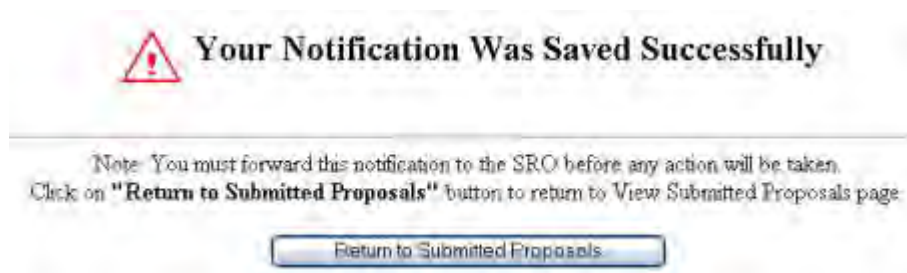 Your Notification Was Saved Successfully
Note: You must forward this notification to the SRO before any action will be taken.
Click on "Return to Submitted Proposals" button to return to View Submitted Proposals page
Return to Submitted Proposals